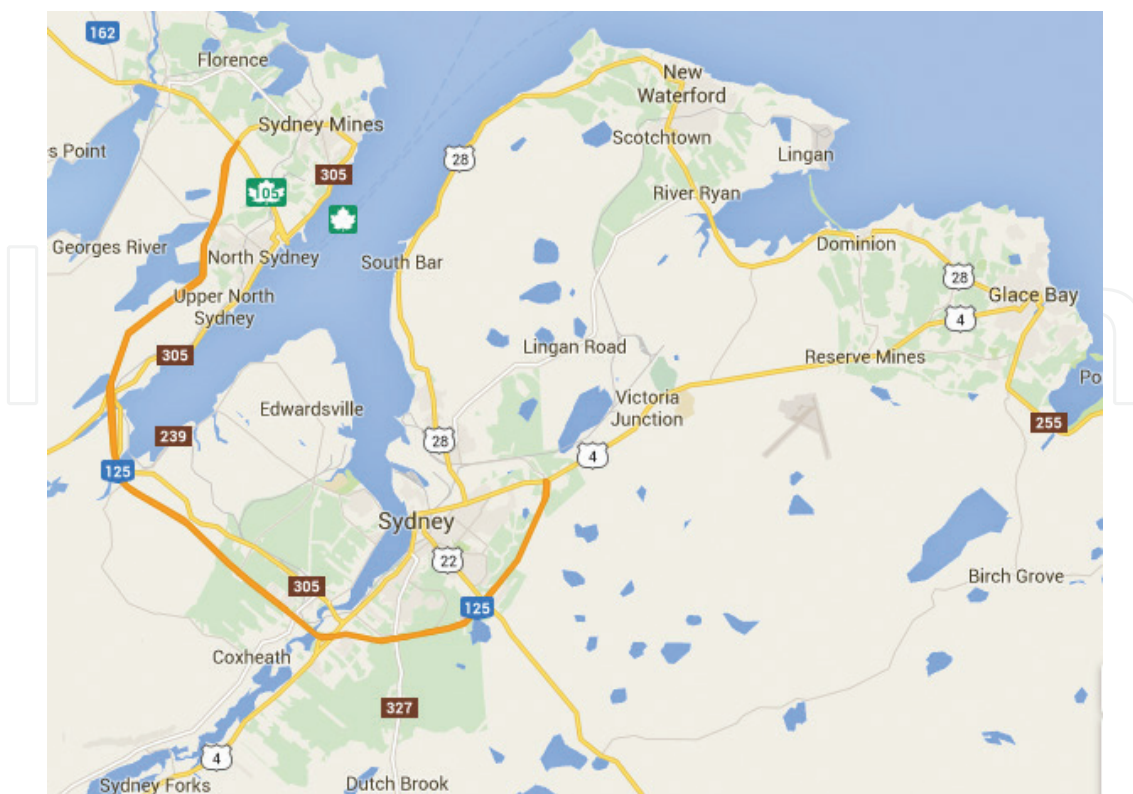 162
Florence
New
Waterford
Sydney Mines
Scotchtown
s Point
28
Lingan
305
105
River Ryan
Georges River
North Sydney
South Bar
Dominion
28
Glace Bay
Upper North
Sydney
4
Lingan Road
305
Reserve Mines
Po
Victoria
Junction
Edwardsville
255
239
28
4
125
Sydney
22
Birch Grove
305
125
Coxheath
327
4
Sydney Forks
Dutch Brook